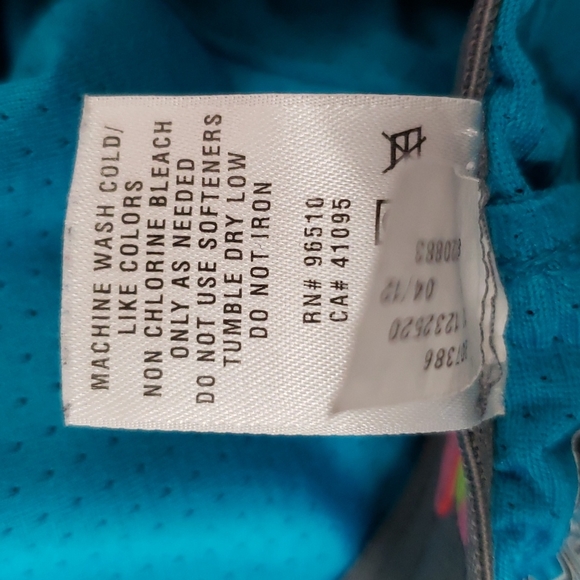 MACHINE WASH COLD/
LIKE COLORS
NON CHLORINE BLEACH
ONLY AS NEEDED
DO NOT USE SOFTENERS
TUMBLE DRY LOW
DO NOT IRON
RN# 96510
CA# 41095
04/12
1232520